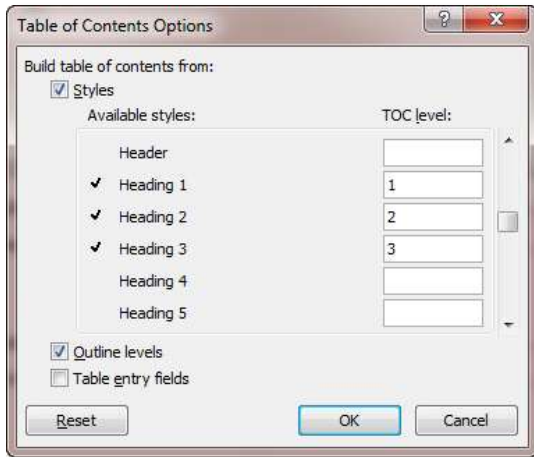 Table of Contents Options
Build table of contents from:
Styles
Available styles: TOC level:
Header
Heading 1 1
Heading 2 2
Heading 3 3
Heading 4
Heading 5
Outline levels
Table entry fields
Reset OK Cancel